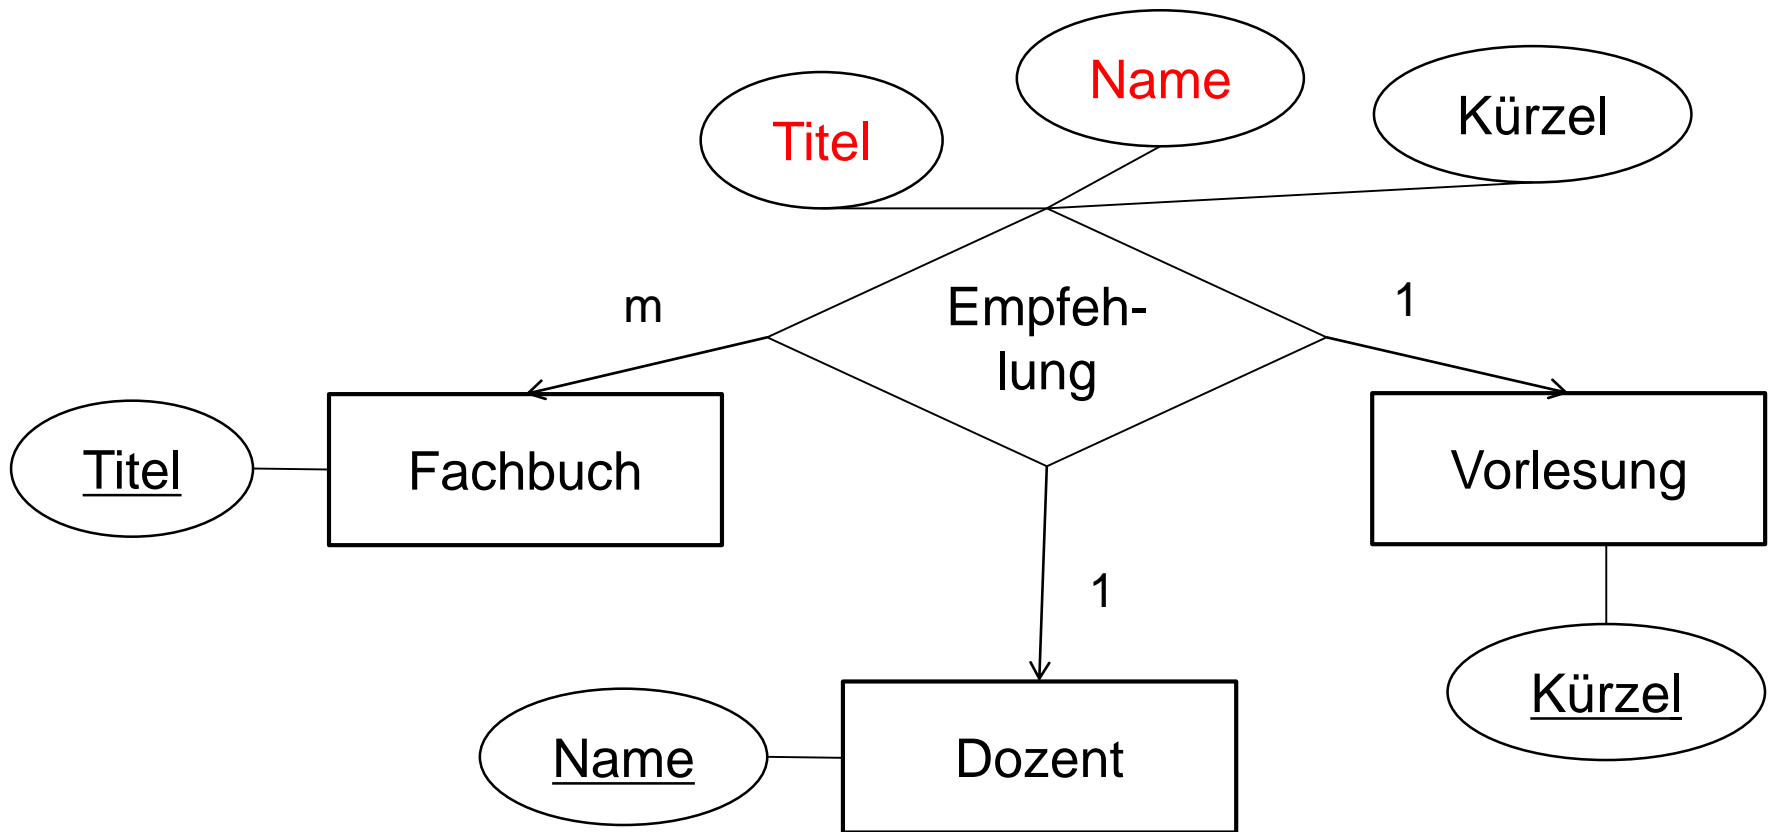 Name
Titel
Kürzel
m
Empfeh-
lung
1
Titel
Fachbuch
Vorlesung
1
Kürzel
Name
Dozent